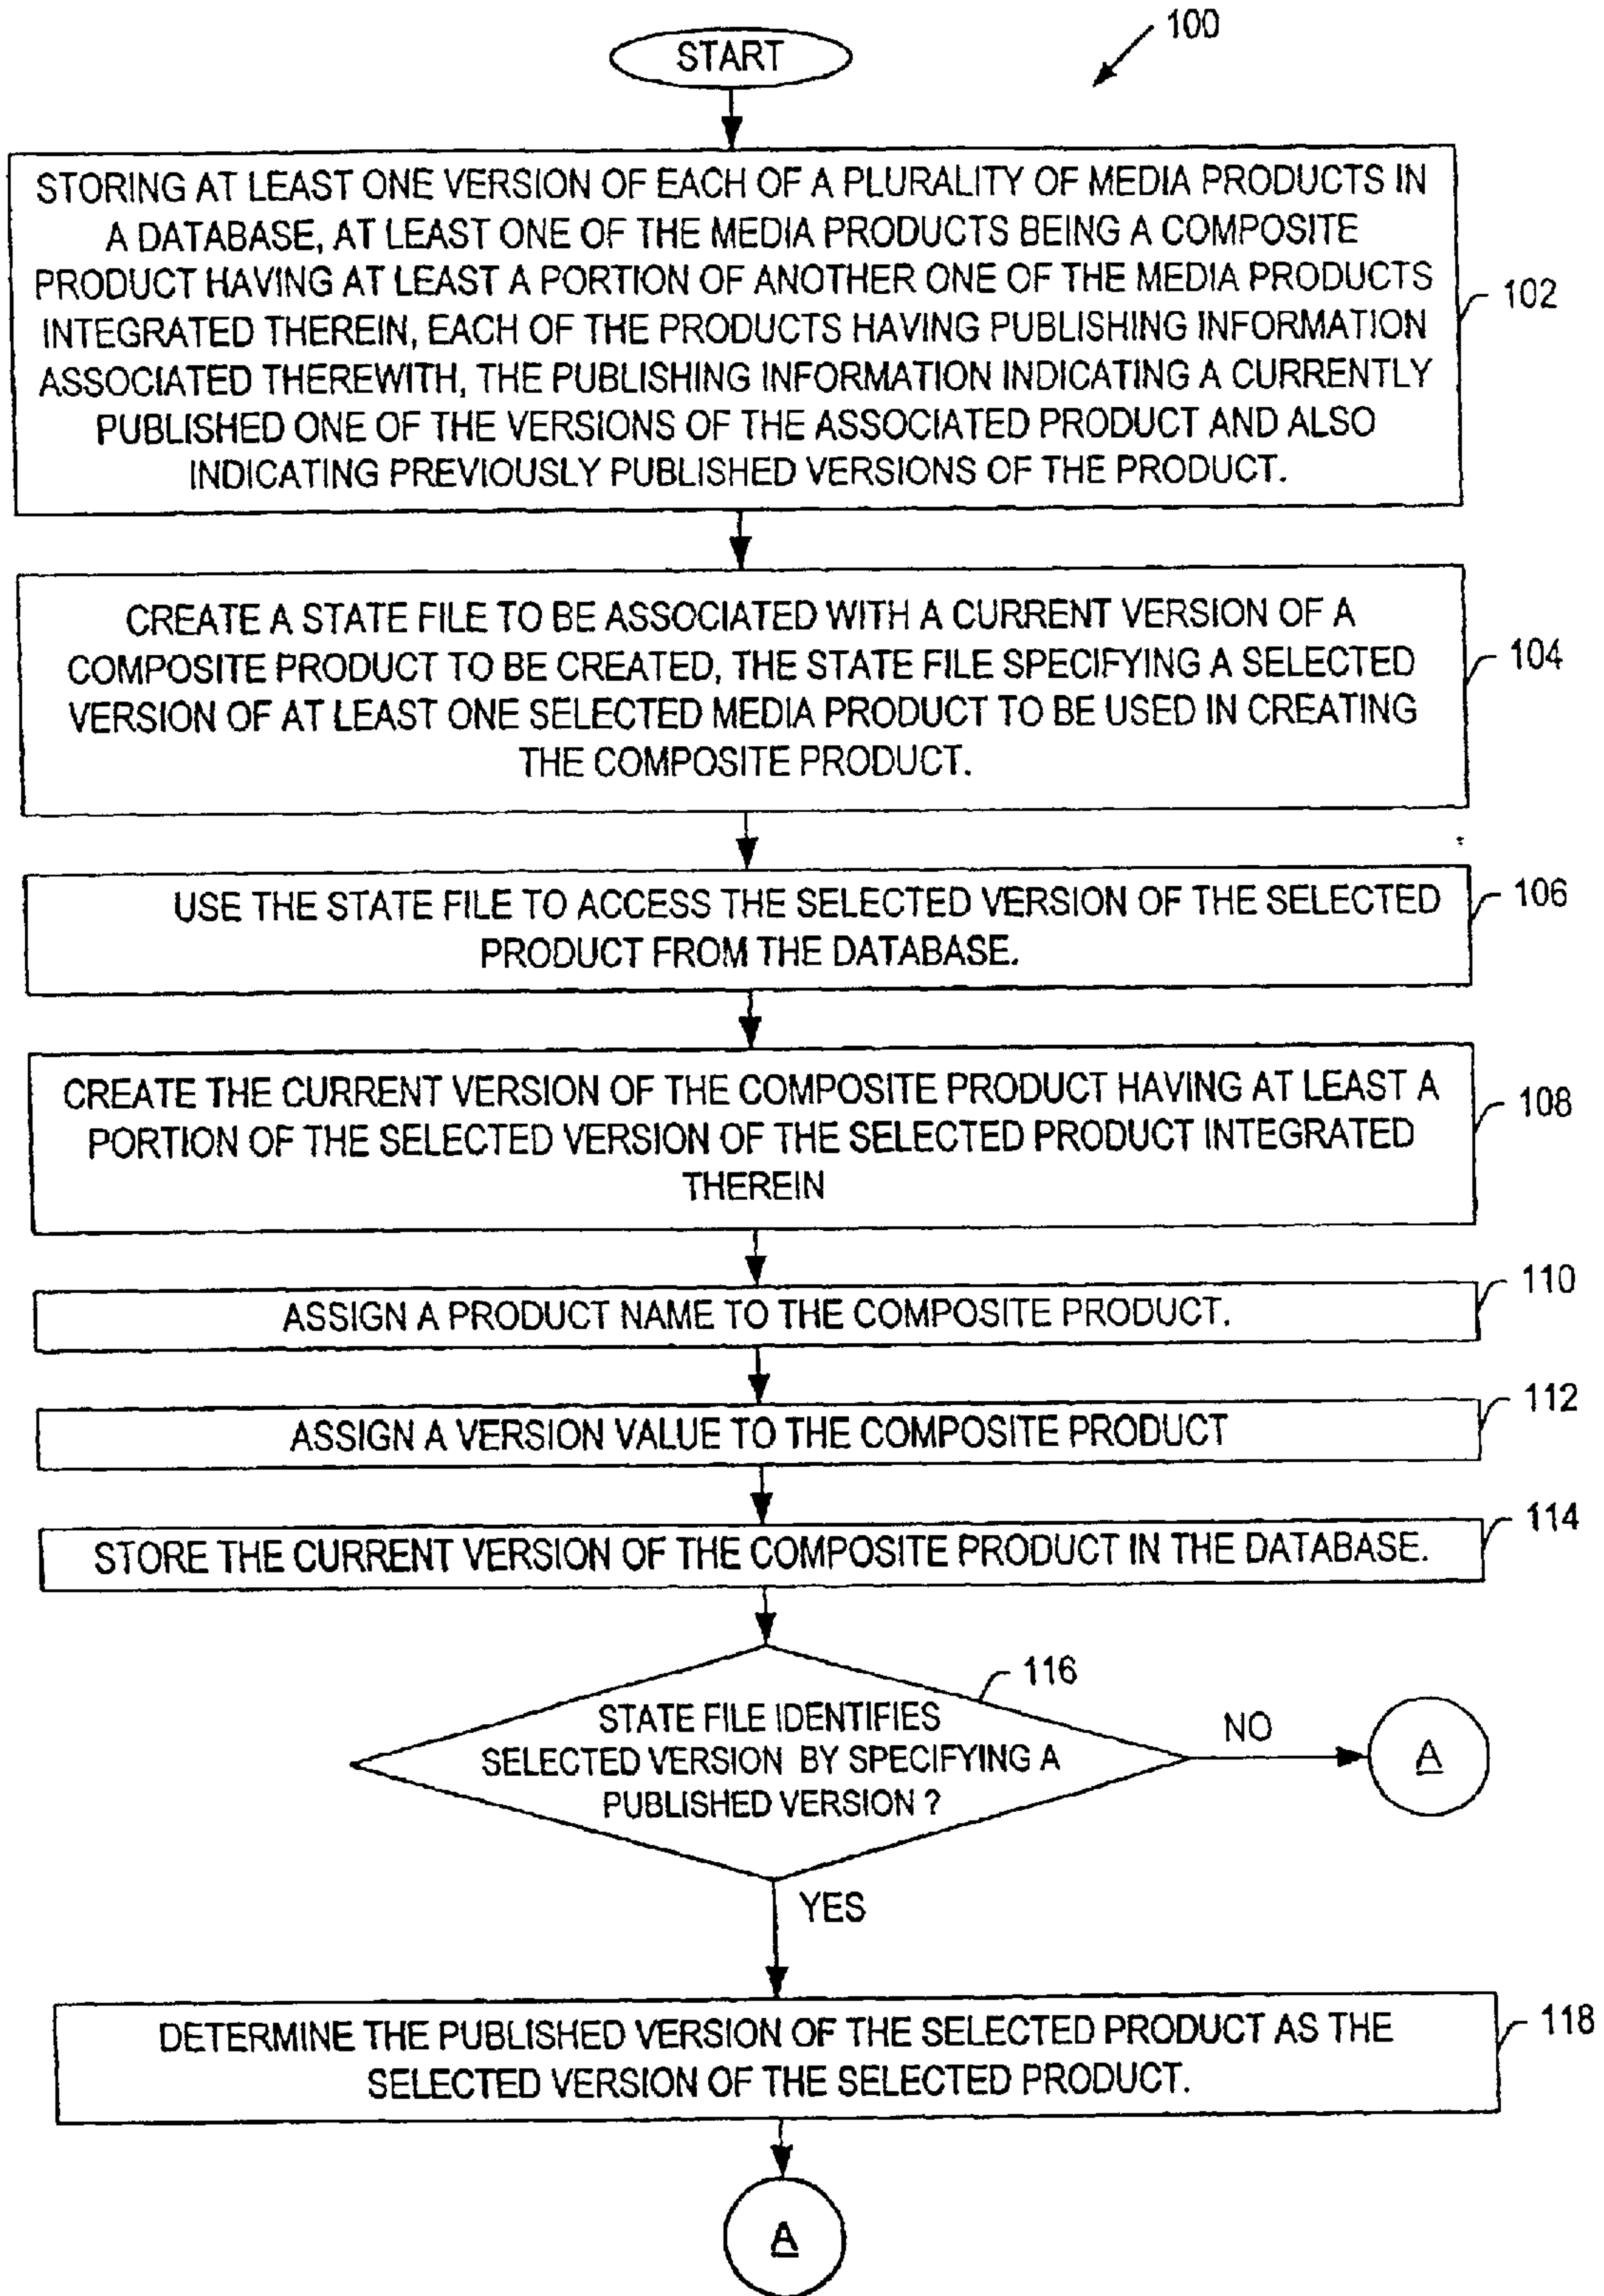 100
START
STORING AT LEAST ONE VERSION OF EACH OF A PLURALITY OF MEDIA PRODUCTS IN
A DATABASE, AT LEAST ONE OF THE MEDIA PRODUCTS BEING A COMPOSITE
PRODUCT HAVING AT LEAST A PORTION OF ANOTHER ONE OF THE MEDIA PRODUCTS
INTEGRATED THEREIN, EACH OF THE PRODUCTS HAVING PUBLISHING INFORMATION
ASSOCIATED THEREWITH, THE PUBLISHING INFORMATION INDICATING A CURRENTLY
PUBLISHED ONE OF THE VERSIONS OF THE ASSOCIATED PRODUCT AND ALSO
INDICATING PREVIOUSLY PUBLISHED VERSIONS OF THE PRODUCT.
102
CREATE A STATE FILE TO BE ASSOCIATED WITH A CURRENT VERSION OF A
COMPOSITE PRODUCT TO BE CREATED, THE STATE FILE SPECIFYING A SELECTED
VERSION OF AT LEAST ONE SELECTED MEDIA PRODUCT TO BE USED IN CREATING
THE COMPOSITE PRODUCT.
104
USE THE STATE FILE TO ACCESS THE SELECTED VERSION OF THE SELECTED
PRODUCT FROM THE DATABASE.
106
CREATE THE CURRENT VERSION OF THE COMPOSITE PRODUCT HAVING AT LEAST A
PORTION OF THE SELECTED VERSION OF THE SELECTED PRODUCT INTEGRATED
THEREIN
108
ASSIGN A PRODUCT NAME TO THE COMPOSITE PRODUCT.
110
ASSIGN A VERSION VALUE TO THE COMPOSITE PRODUCT
112
STORE THE CURRENT VERSION OF THE COMPOSITE PRODUCT IN THE DATABASE.
114
116
STATE FILE IDENTIFIES
SELECTED VERSION BY SPECIFYING A
PUBLISHED VERSION ?
NO
A
YES
DETERMINE THE PUBLISHED VERSION OF THE SELECTED PRODUCT AS THE
SELECTED VERSION OF THE SELECTED PRODUCT.
118
A